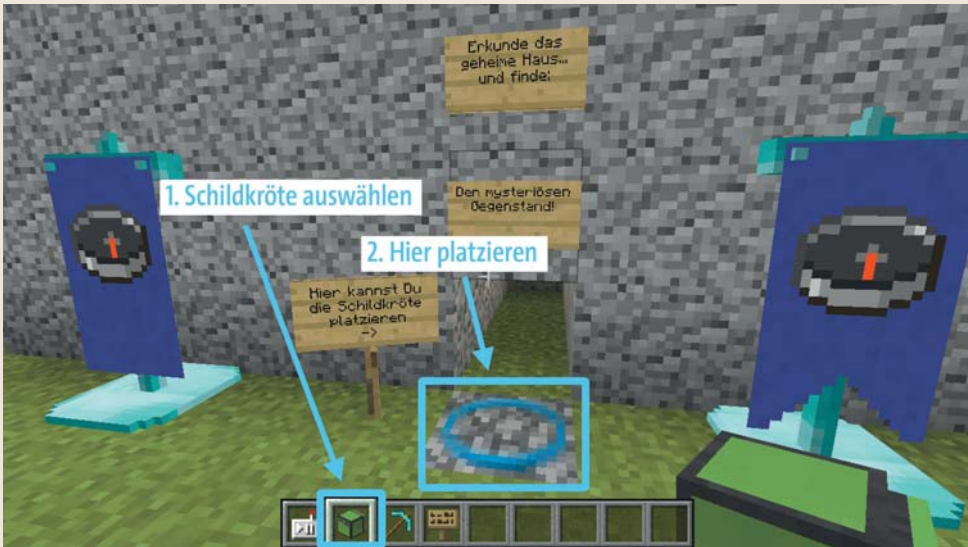 Erkunde das
geheime Haus...
und finde:
Den mysteriösen
Gegenstand!
1. Schildkröte auswählen
2. Hier platzieren
Hier kannst Du
die Schildkröte
platzieren
->